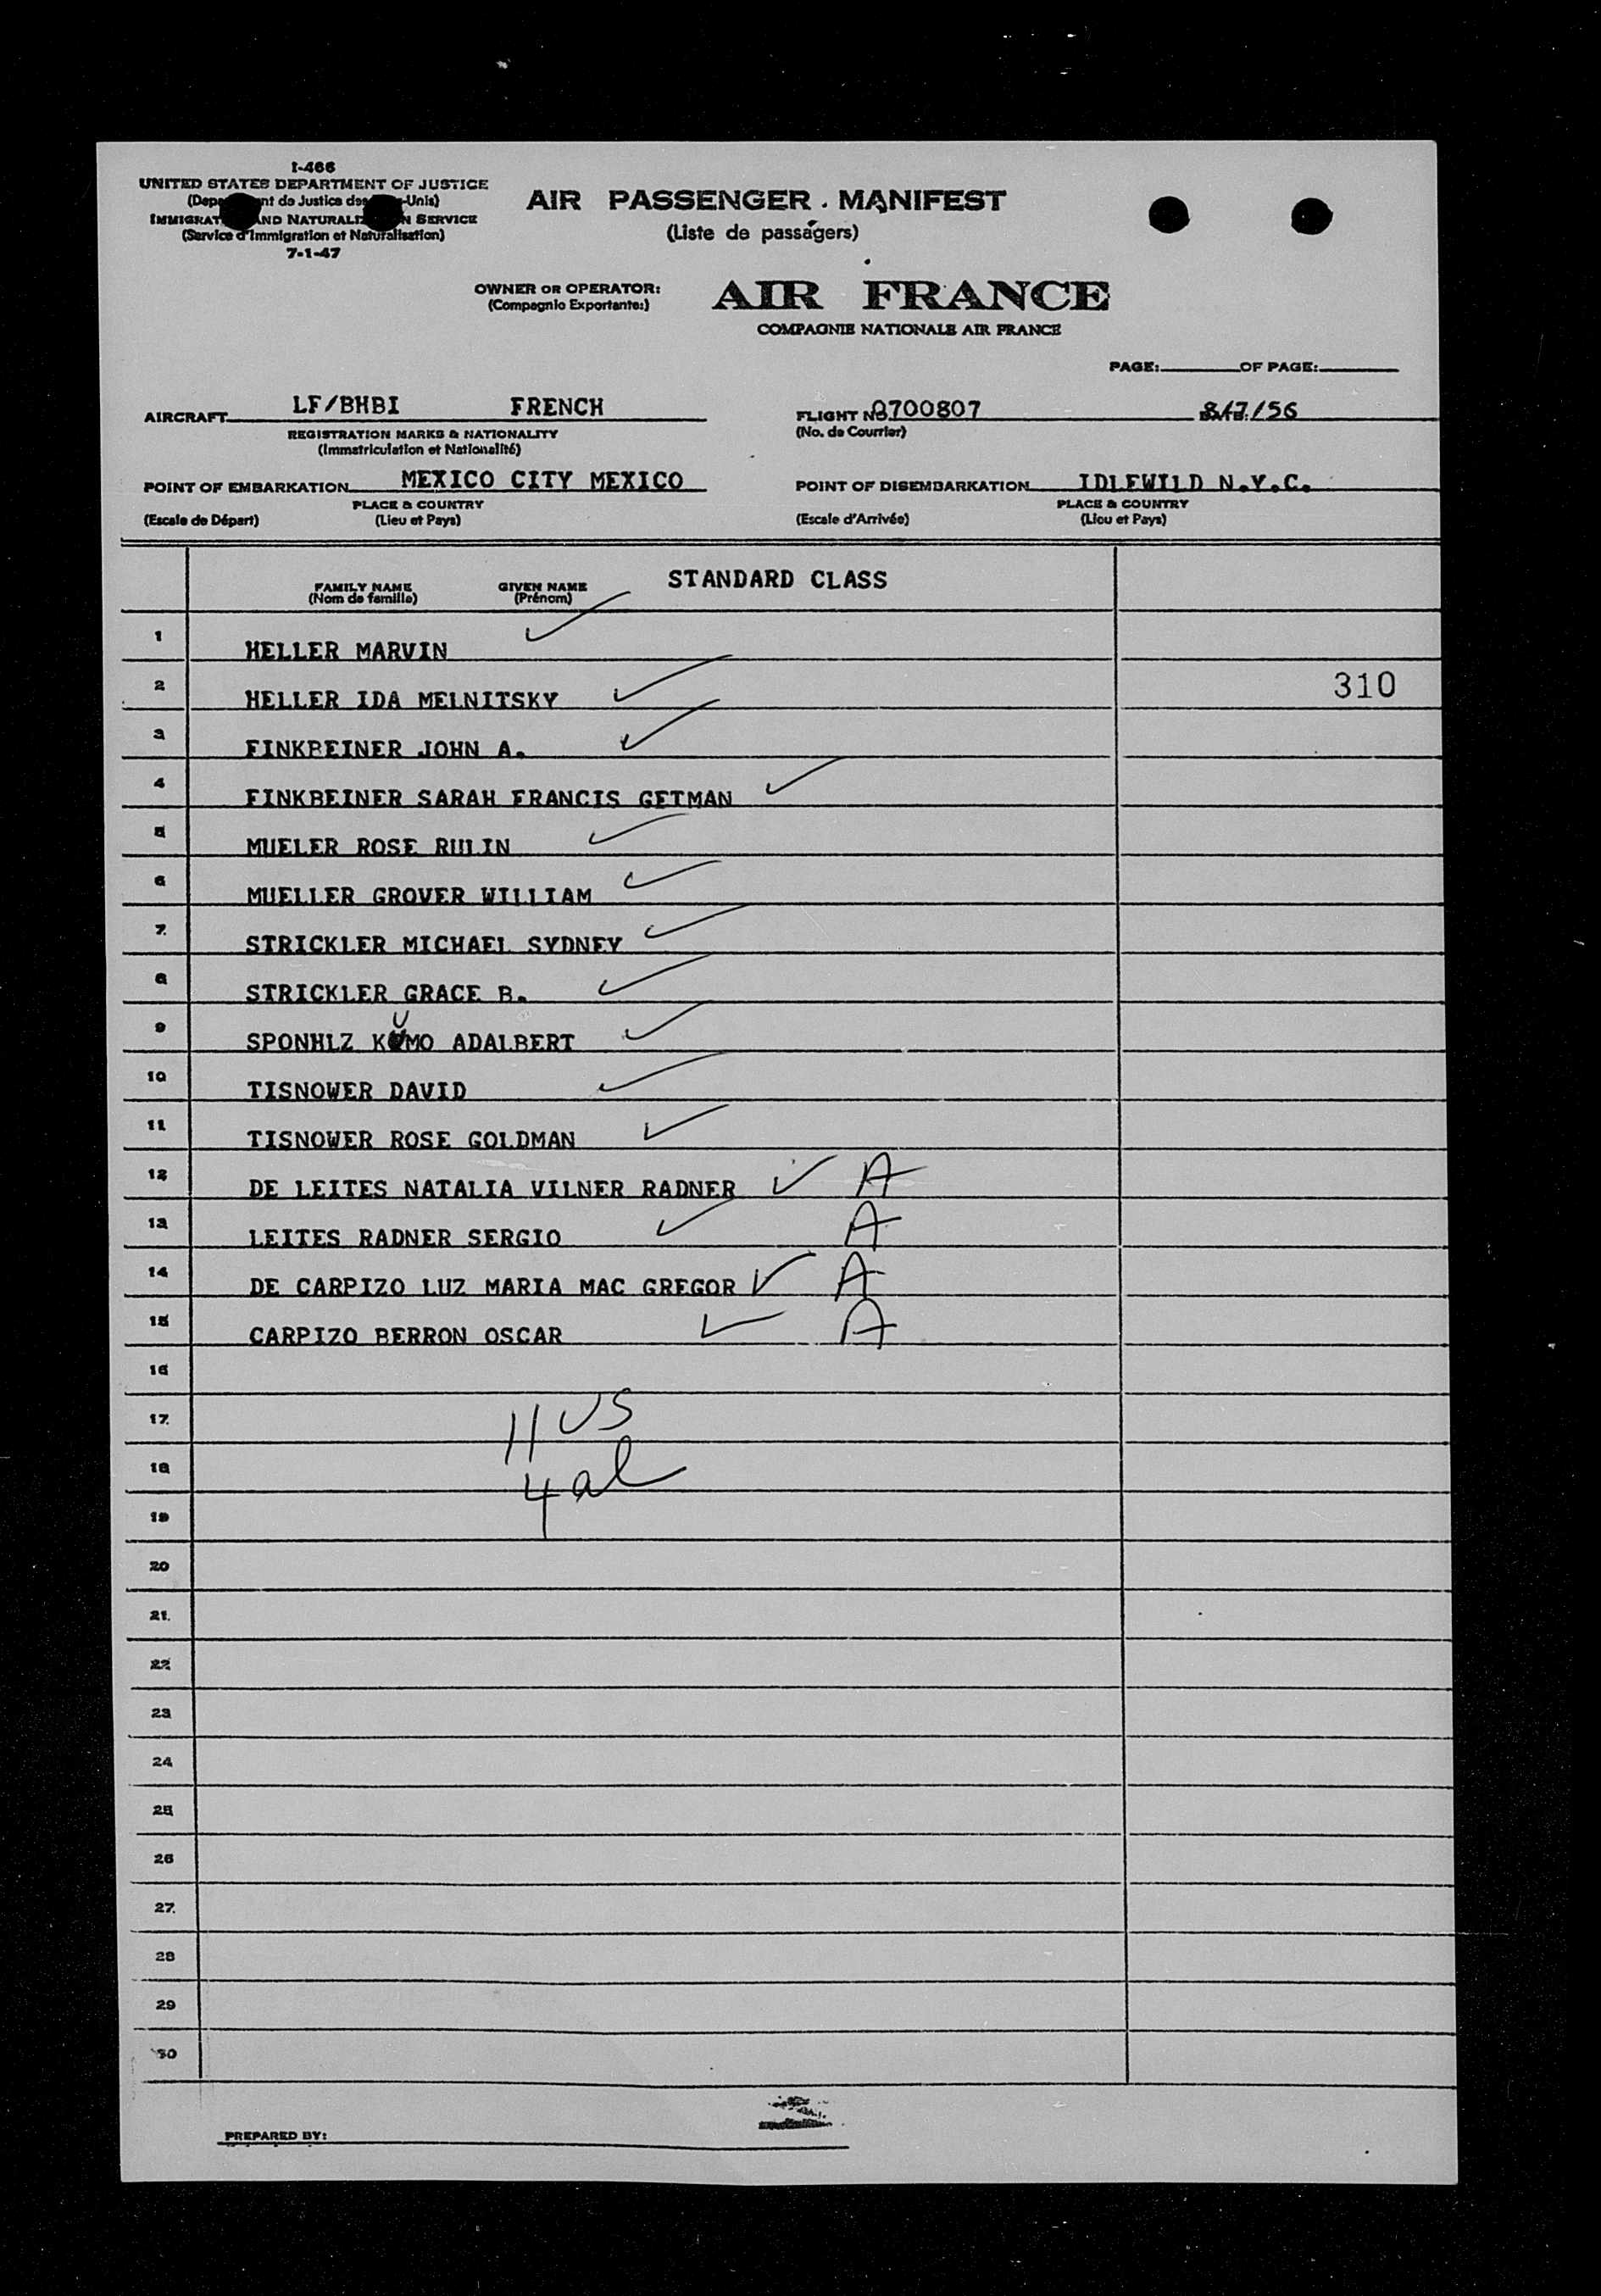 I-466
UNITED STATES DEPARTMENT OF JUSTICE
de Justice
AND SERVICE
(Service d'Immigration et Naturalisation)
7-1-47
AIR PASSENGER MANIFEST
(Liste de passagers)
OWNER OR OPERATOR:
(Compagnie Exportante:)
AIR FRANCE
COMPAGNIE NATIONALE AIR FRANCE
PAGE: OF PAGE:
AIRCRAFT LF/BHBI FRENCH
REGISTRATION MARKS & NATIONALITY
(Immatriculation et Nationalité)
FLIGHT NO 0700807 8/7/56
(No. de Courrier)
POINT OF EMBARKATION MEXICO CITY MEXICO
PLACE & COUNTRY
(Escale de Départ) (Lieu et Pays)
POINT OF DISEMBARKATION IDLEWILD N.Y.C.
PLACE & COUNTRY
(Escale d'Arrivée) (Lieu et Pays)
FAMILY NAME GIVEN NAME STANDARD CLASS
(Nom de famille) (Prénom)
1 HELLER MARVIN ✓
2 HELLER IDA MELNITSKY ✓ 310
3 FINKBEINER JOHN A. ✓
4 FINKBEINER SARAH FRANCIS GETMAN ✓
5 MUELER ROSE RULIN ✓
6 MUELLER GROVER WILLIAM ✓
7 STRICKLER MICHAEL SYDNEY ✓
8 STRICKLER GRACE B. ✓
9 SPONHLZ KUMO ADALBERT ✓
10 TISNOWER DAVID ✓
11 TISNOWER ROSE GOLDMAN ✓
12 DE LEITES NATALIA VILNER RADNER ✓ A
13 LEITES RADNER SERGIO ✓ A
14 DE CARPIZO LUZ MARIA MAC GREGOR ✓ A
15 CARPIZO BERRON OSCAR ✓ A
16
17 11 US
18 4 al
19
20
21
22
23
24
25
26
27
28
29
30
PREPARED BY: